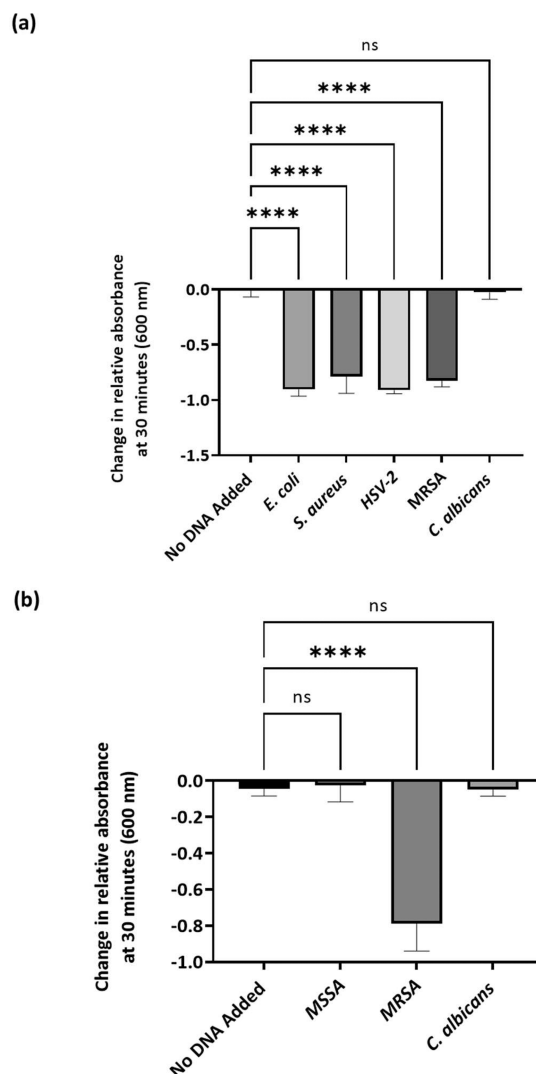 (a)
ns
****
****
****
****
Change in relative absorbance
at 30 minutes (600 nm)
0.0
-0.5
-1.0
-1.5
No DNA Added
E. coli
S. aureus
HSV-2
MRSA
C. albicans
(b)
ns
****
ns
Change in relative absorbance
at 30 minutes (600 nm)
0.0
-0.2
-0.4
-0.6
-0.8
-1.0
No DNA Added
MSSA
MRSA
C. albicans